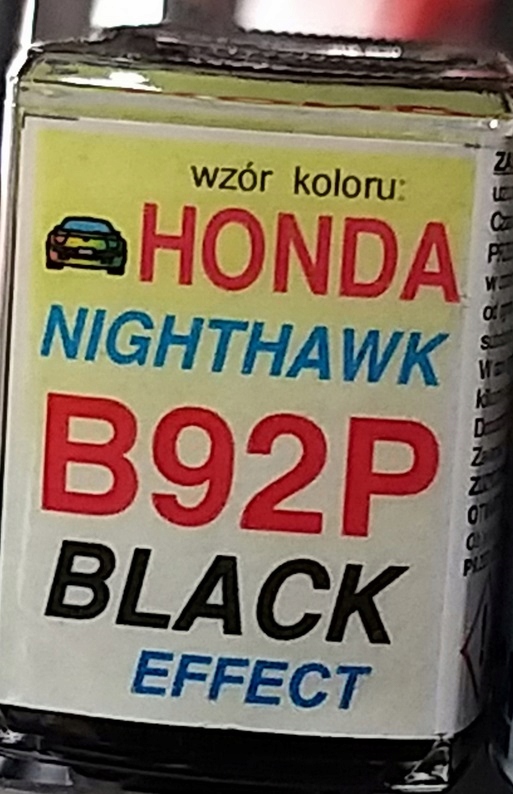 wzór koloru:
HONDA
NIGHTHAWK
B92P
BLACK
EFFECT